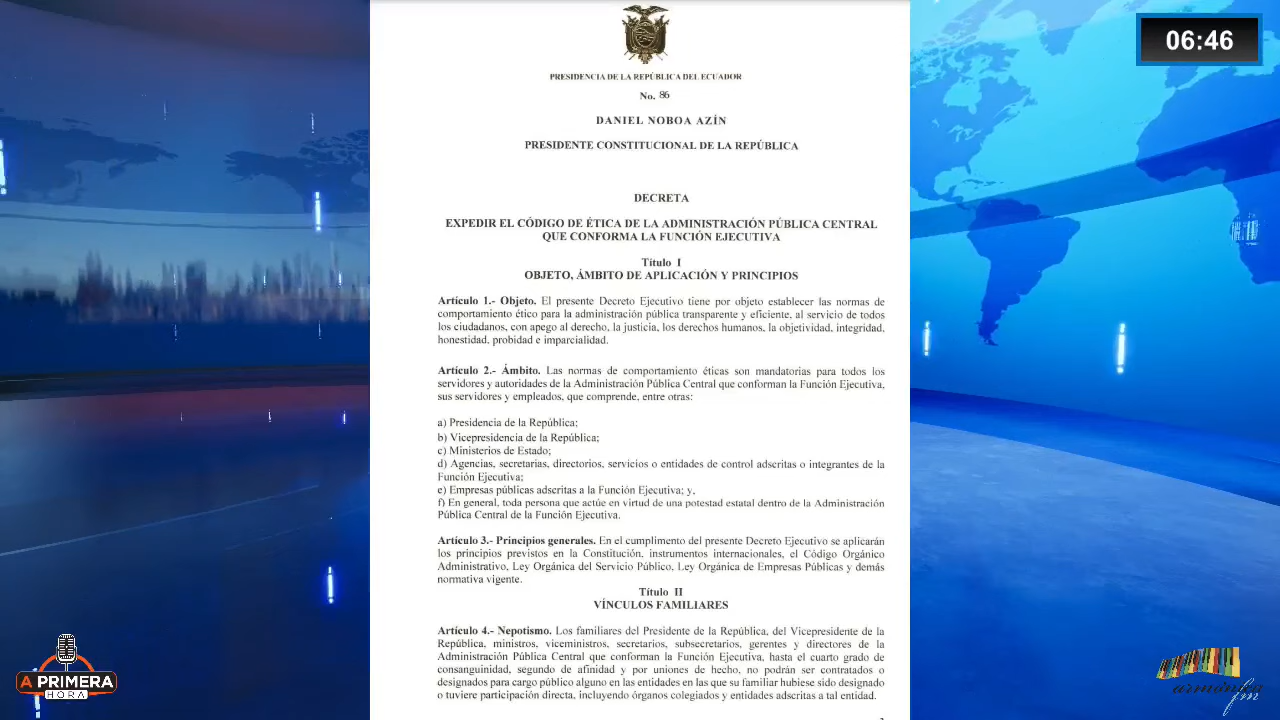 06:46
PRESIDENCIA DE LA REPÚBLICA DEL ECUADOR
No. 86
DANIEL NOBOA AZÍN
PRESIDENTE CONSTITUCIONAL DE LA REPÚBLICA
DECRETA
EXPEDIR EL CÓDIGO DE ÉTICA DE LA ADMINISTRACIÓN PÚBLICA CENTRAL
QUE CONFORMA LA FUNCIÓN EJECUTIVA
Título I
OBJETO, ÁMBITO DE APLICACIÓN Y PRINCIPIOS
Artículo 1.- Objeto. El presente Decreto Ejecutivo tiene por objeto establecer las normas de
comportamiento ético para la administración pública transparente y eficiente, al servicio de todos
los ciudadanos, con apego al derecho, la justicia, los derechos humanos, la objetividad, integridad,
honestidad, probidad e imparcialidad.
Artículo 2.- Ámbito. Las normas de comportamiento éticas son mandatorias para todos los
servidores y autoridades de la Administración Pública Central que conforman la Función Ejecutiva,
sus servidores y empleados, que comprende, entre otras:
a) Presidencia de la República;
b) Vicepresidencia de la República;
c) Ministerios de Estado;
d) Agencias, secretarias, directorios, servicios o entidades de control adscritas o integrantes de la
Función Ejecutiva;
e) Empresas públicas adscritas a la Función Ejecutiva; y,
f) En general, toda persona que actúe en virtud de una potestad estatal dentro de la Administración
Pública Central de la Función Ejecutiva.
Artículo 3.- Principios generales. En el cumplimiento del presente Decreto Ejecutivo se aplicarán
los principios previstos en la Constitución, instrumentos internacionales, el Código Orgánico
Administrativo, Ley Orgánica del Servicio Público, Ley Orgánica de Empresas Públicas y demás
normativa vigente.
Título II
VÍNCULOS FAMILIARES
Artículo 4.- Nepotismo. Los familiares del Presidente de la República, del Vicepresidente de la
República, ministros, viceministros, secretarios, subsecretarios, gerentes y directores de la
Administración Pública Central que conforman la Función Ejecutiva, hasta el cuarto grado de
consanguinidad, segundo de afinidad y por uniones de hecho, no podrán ser contratados o
designados para cargo público alguno en las entidades en las que su familiar hubiese sido designado
o tuviere participación directa, incluyendo órganos colegiados y entidades adscritas a tal entidad.
A PRIMERA
HORA
armónika
fm